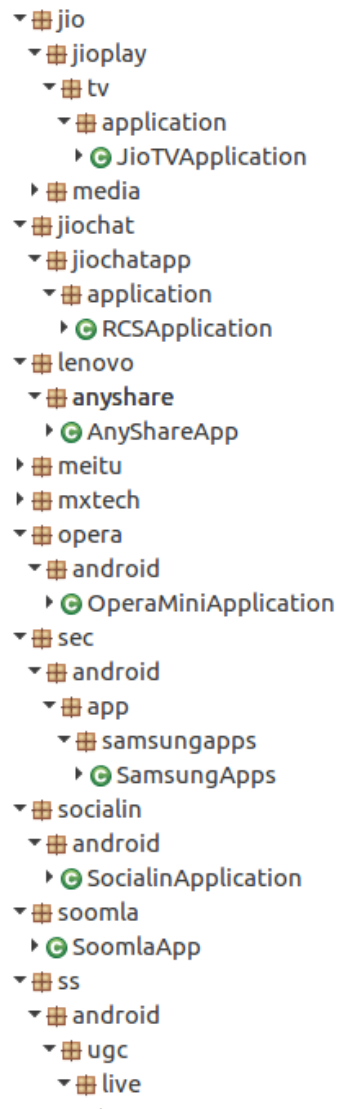 jio
jioplay
tv
application
JioTVApplication
media
jiochat
jiochatapp
application
RCSApplication
lenovo
anyshare
AnyShareApp
meitu
mxtech
opera
android
OperaMiniApplication
sec
android
app
samsungapps
SamsungApps
socialin
android
SocialinApplication
soomla
SoomlaApp
ss
android
ugc
live